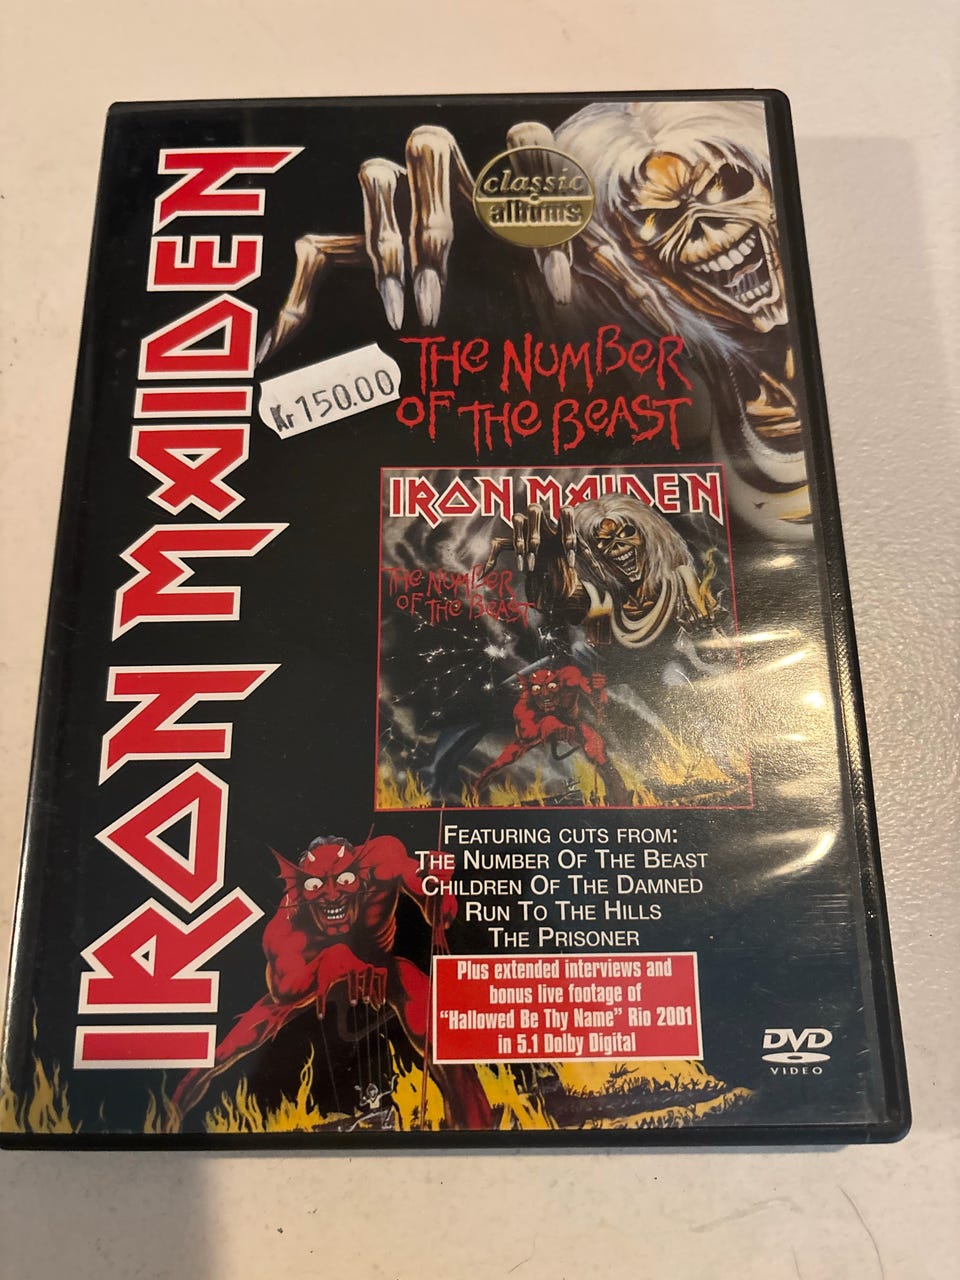 IRON MAIDEN
classic
albums
THE NUMBER
OF THE BEAST
Kr 150.00
IRON MAIDEN
THE NUMBER
OF THE BEAST
FEATURING CUTS FROM:
THE NUMBER OF THE BEAST
CHILDREN OF THE DAMNED
RUN TO THE HILLS
THE PRISONER
Plus extended interviews and
bonus live footage of
"Hallowed Be Thy Name" Rio 2001
in 5.1 Dolby Digital
DVD
VIDEO